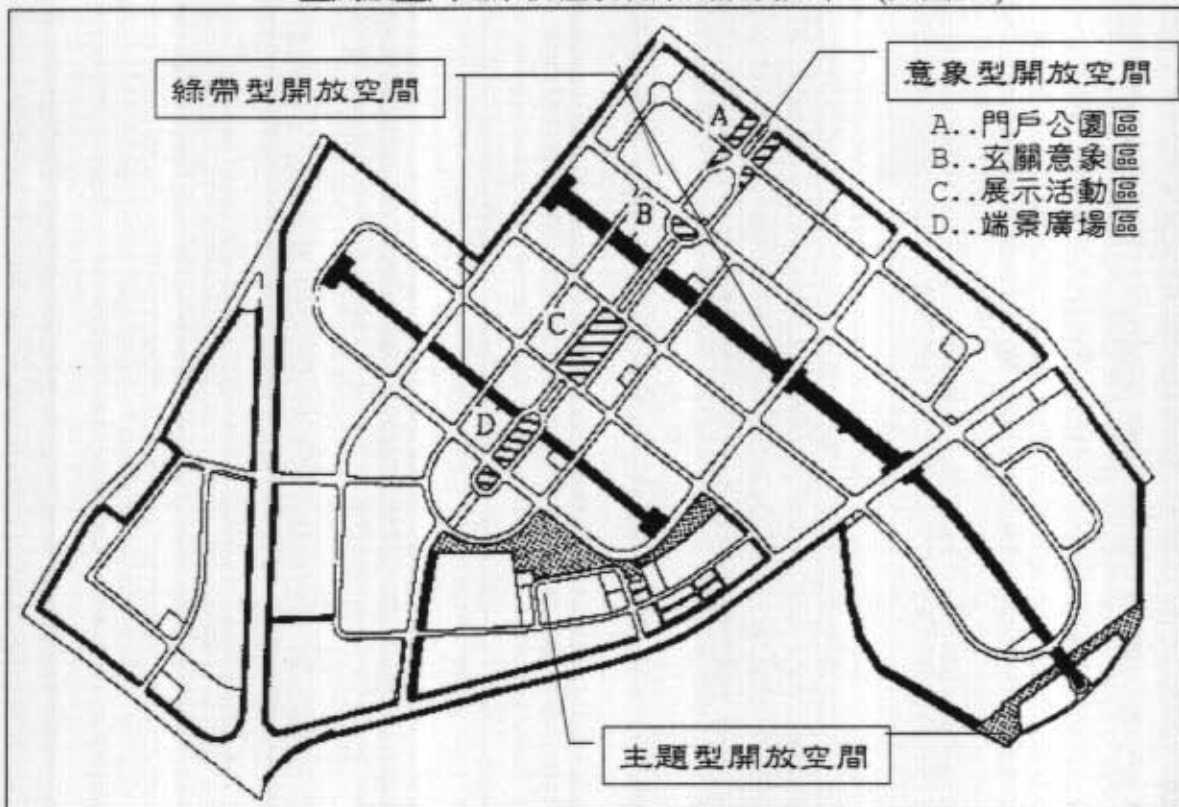 綠帶型開放空間
意象型開放空間
A..門戶公園區
B..玄關意象區
C..展示活動區
D..端景廣場區
A
B
C
D
主題型開放空間